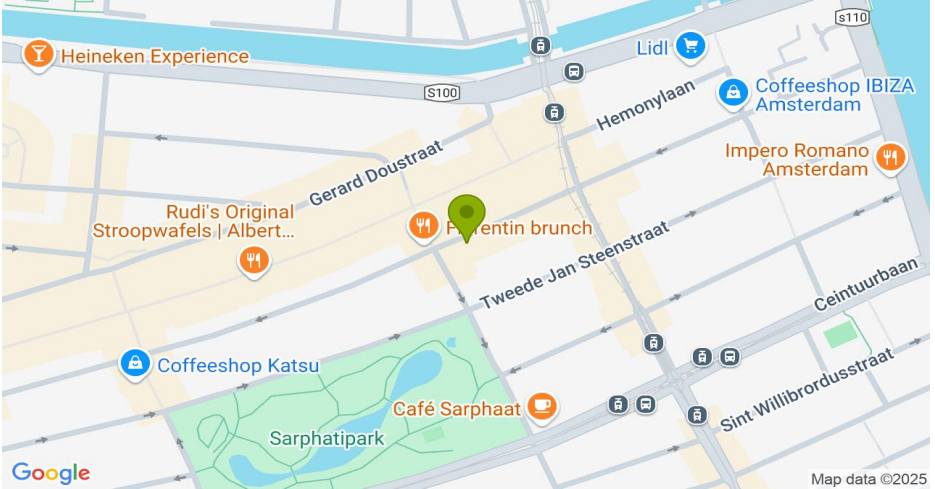 s110
Lidl
Heineken Experience
S100
Coffeeshop IBIZA
Amsterdam
Hemonylaan
Gerard Doustraat
Impero Romano
Amsterdam
Rudi's Original
Stroopwafels | Albert...
brunch
Tweede Jan Steenstraat
Ceintuurbaan
Coffeeshop Katsu
Café Sarphaat
Sint Willibrordusstraat
Sarphatipark
Google
Map data ©2025